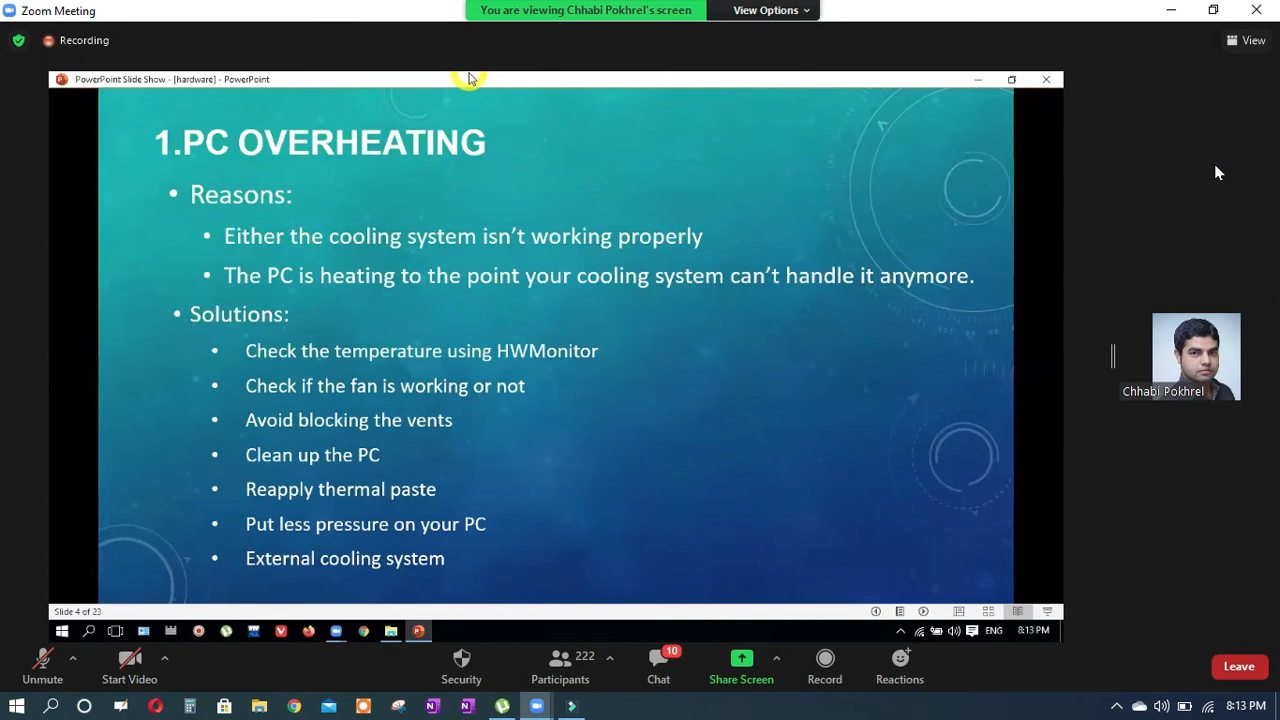 Zoom Meeting
You are viewing Chhabi Pokhrel's screen
View Options
Recording
View
PowerPoint Slide Show - [hardware] - PowerPoint
1.PC OVERHEATING
• Reasons:
• Either the cooling system isn't working properly
• The PC is heating to the point your cooling system can't handle it anymore.
• Solutions:
• Check the temperature using HWMonitor
• Check if the fan is working or not
• Avoid blocking the vents
• Clean up the PC
• Reapply thermal paste
• Put less pressure on your PC
• External cooling system
Chhabi Pokhrel
Slide 4 of 23
ENG 8:13 PM
Unmute
Start Video
Security
222
Participants
10
Chat
Share Screen
Record
Reactions
Leave
8:13 PM